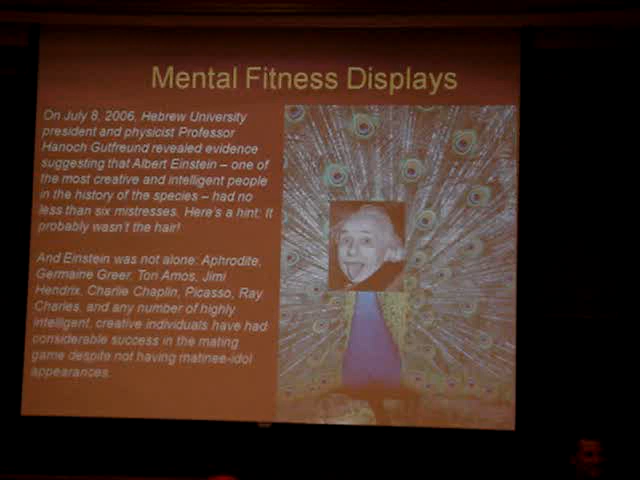 Mental Fitness Displays
On July 8, 2006, Hebrew University
president and physicist Professor
Hanoch Gutfreund revealed evidence
suggesting that Albert Einstein – one of
the most creative and intelligent people
in the history of the species – had no
less than six mistresses. Here's a hint: It
probably wasn't the hair!
And Einstein was not alone: Aphrodite,
Germaine Greer, Tori Amos, Jimi
Hendrix, Charlie Chaplin, Picasso, Ray
Charles, and any number of highly
intelligent, creative individuals have had
considerable success in the mating
game despite not having matinee-idol
appearances.